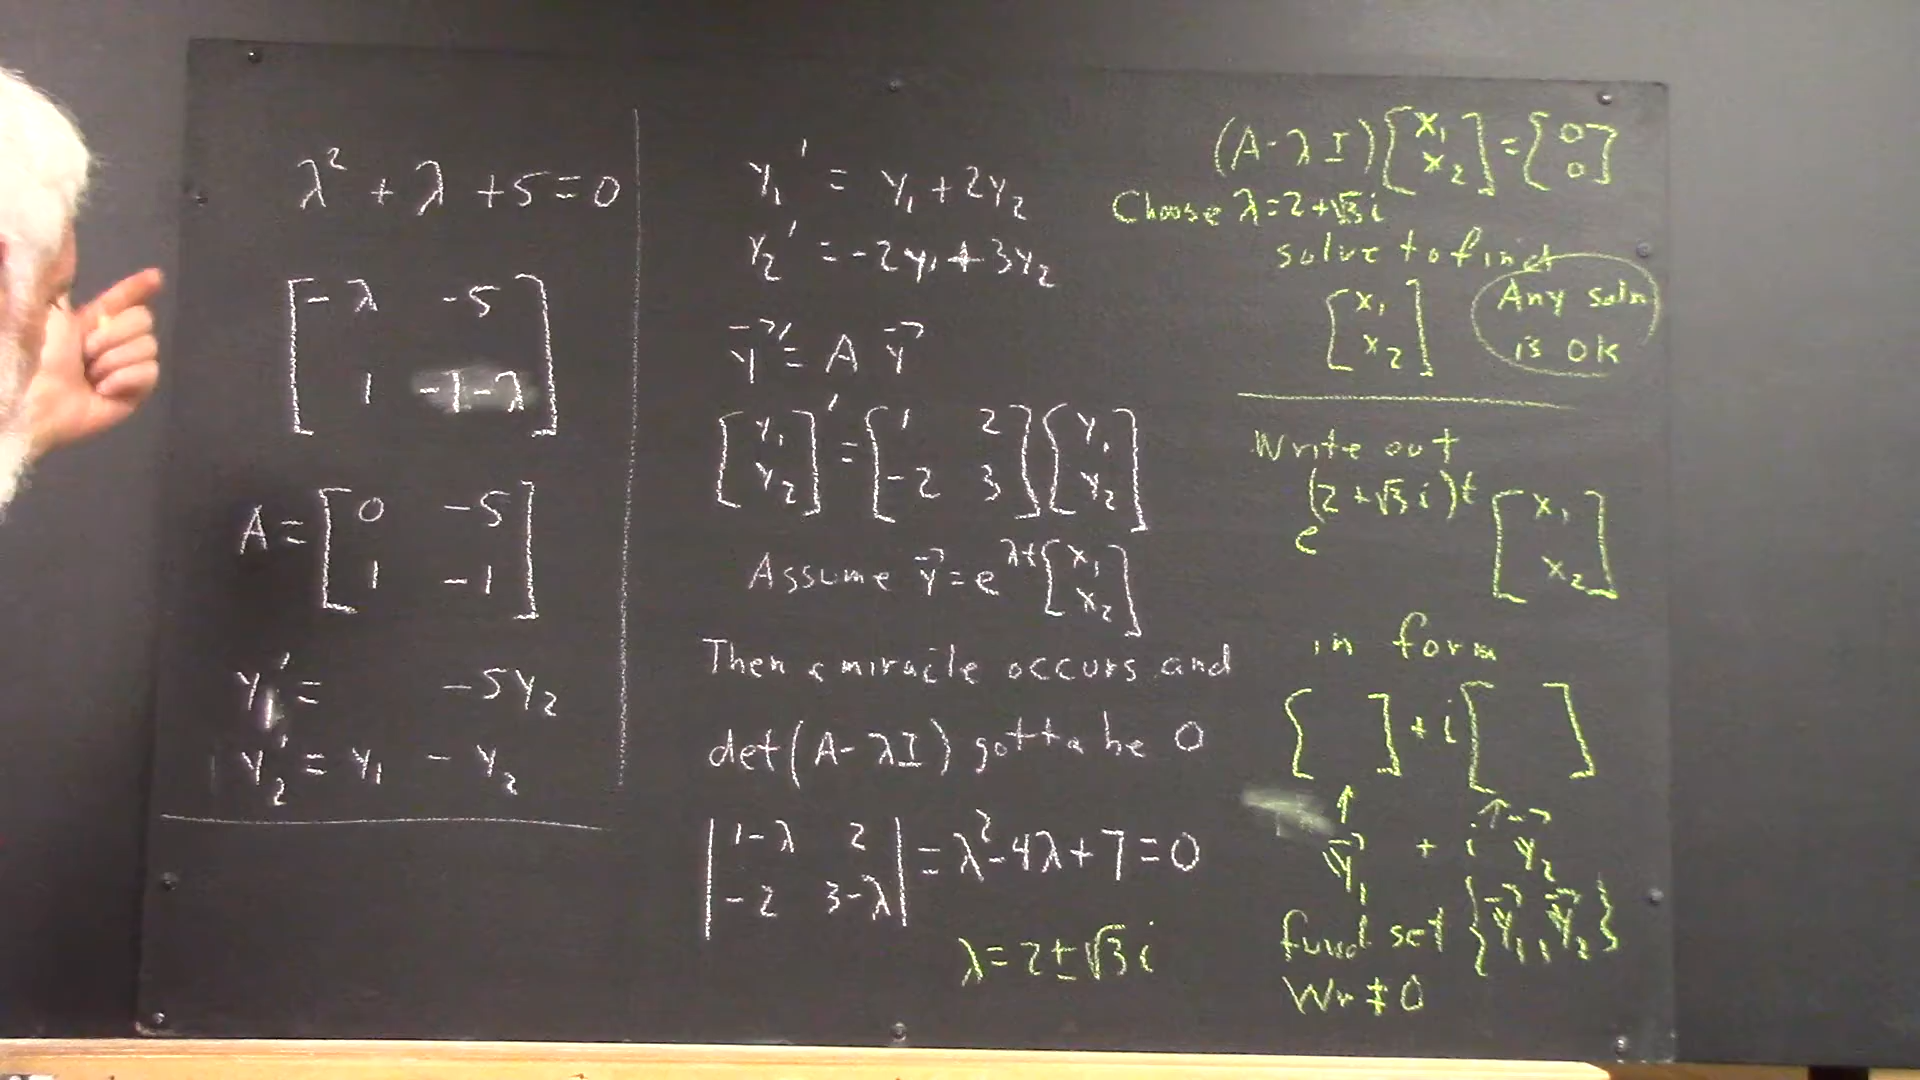 λ² + λ + 5 = 0
[ -λ -5
1 -1-λ ]
A = [ 0 -5
1 -1 ]
Y₁' = -5Y₂
Y₂' = Y₁ - Y₂
Y₁' = Y₁ + 2Y₂
Y₂' = -2Y₁ + 3Y₂
Y⃗' = A Y⃗
[ Y₁ Y₂ ]' = [ 1 2
-2 3 ] [ Y₁ Y₂ ]
Assume Y⃗ = e^λt [ x₁ x₂ ]
Then a miracle occurs and
det(A-λI) gotta be 0
| 1-λ 2
-2 3-λ | = λ² - 4λ + 7 = 0
λ = 2 ± √3 i
(A-λI) [ x₁ x₂ ] = [ 0 0 ]
Choose λ = 2 + √3 i
solve to find
[ x₁ x₂ ]
Any soln
is ok
Write out
e^(2+√3 i)t [ x₁ x₂ ]
in form
[ ] + i [ ]
↑ ↑
Y⃗₁ + i Y⃗₂
fund set { Y⃗₁, Y⃗₂ }
Wr ≠ 0